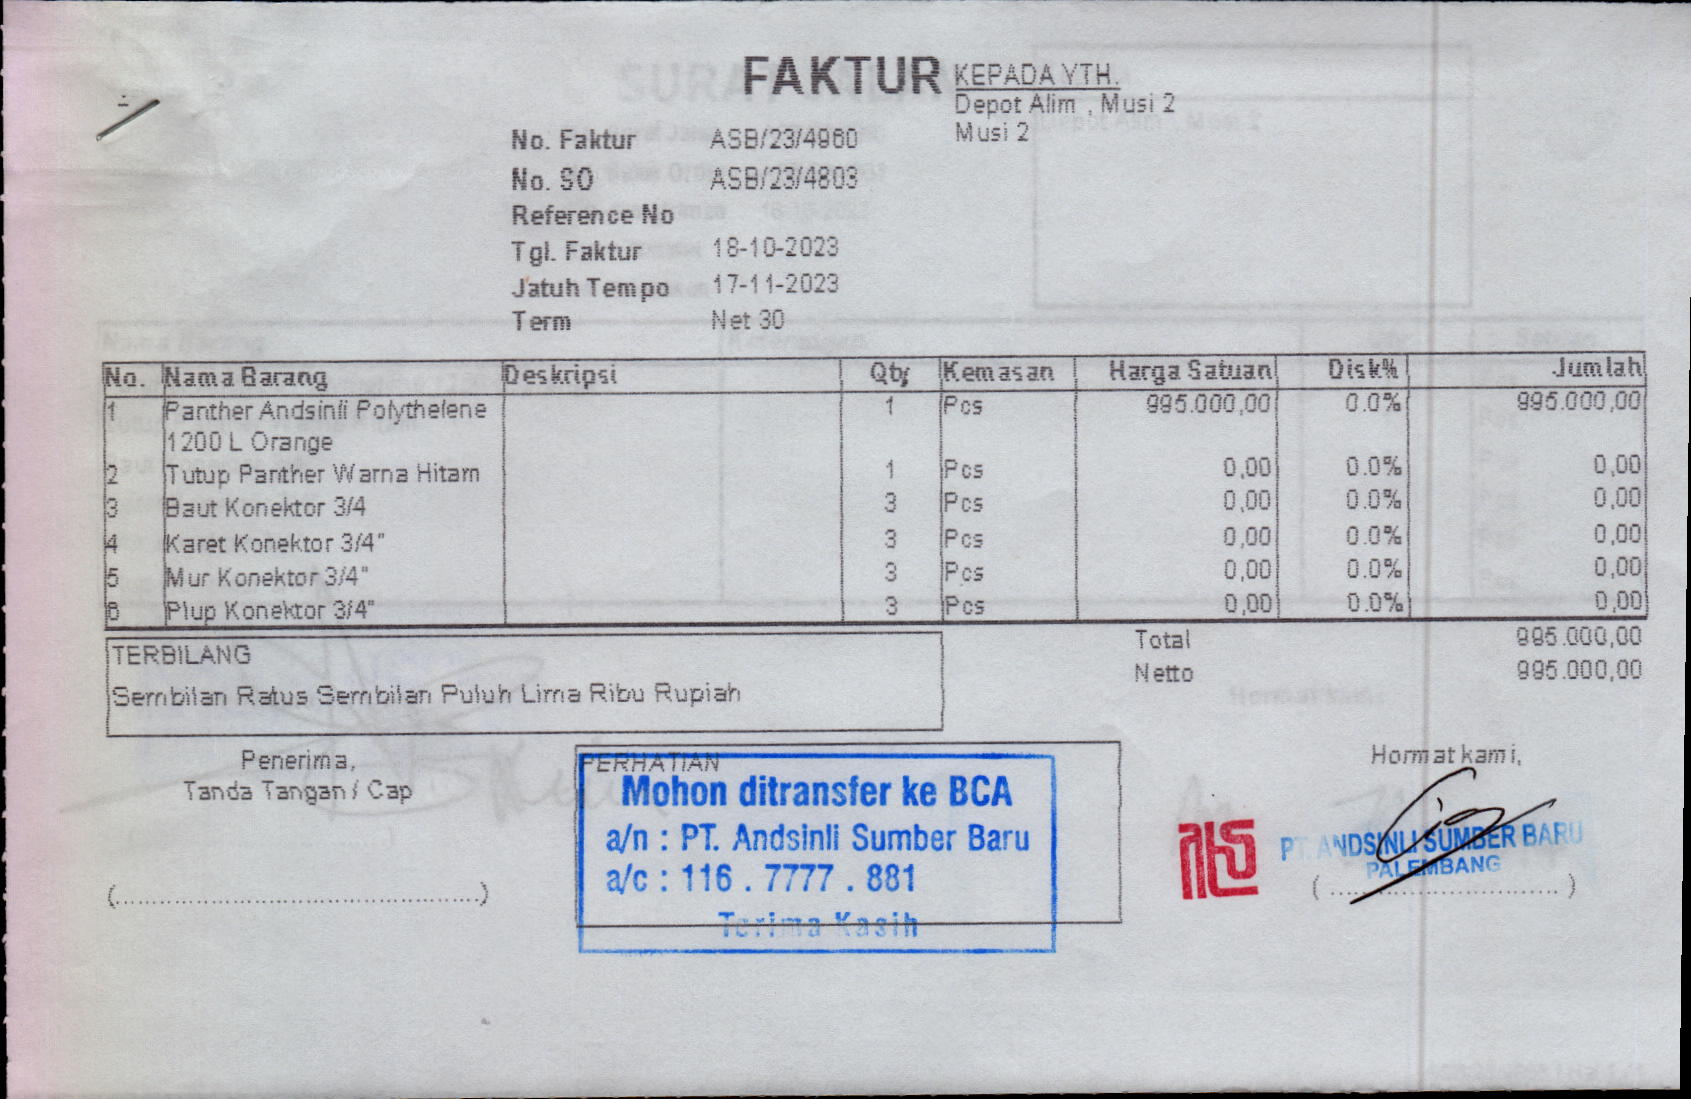 FAKTUR
KEPADA YTH.
Depot Alim , Musi 2
Musi 2
No. Faktur ASB/23/4960
No. SO ASB/23/4803
Reference No
Tgl. Faktur 18-10-2023
Jatuh Tempo 17-11-2023
Term Net 30
No. Nama Barang Deskripsi Qty Kemasan Harga Satuan Disk% Jumlah
1 Panther Andsinli Polythelene 1 Pcs 995.000,00 0.0% 995.000,00
1200 L Orange
2 Tutup Panther Warna Hitam 1 Pcs 0,00 0.0% 0,00
3 Baut Konektor 3/4 3 Pcs 0,00 0.0% 0,00
4 Karet Konektor 3/4" 3 Pcs 0,00 0.0% 0,00
5 Mur Konektor 3/4" 3 Pcs 0,00 0.0% 0,00
6 Plup Konektor 3/4" 3 Pcs 0,00 0.0% 0,00
Total 995.000,00
Netto 995.000,00
TERBILANG
Sembilan Ratus Sembilan Puluh Lima Ribu Rupiah
Penerima,
Tanda Tangan / Cap
(................................................)
PERHATIAN
Mohon ditransfer ke BCA
a/n : PT. Andsinli Sumber Baru
a/c : 116 . 7777 . 881
Terima Kasih
Hormat kami,
PT. ANDSINLI SUMBER BARU
PALEMBANG
(..............................)